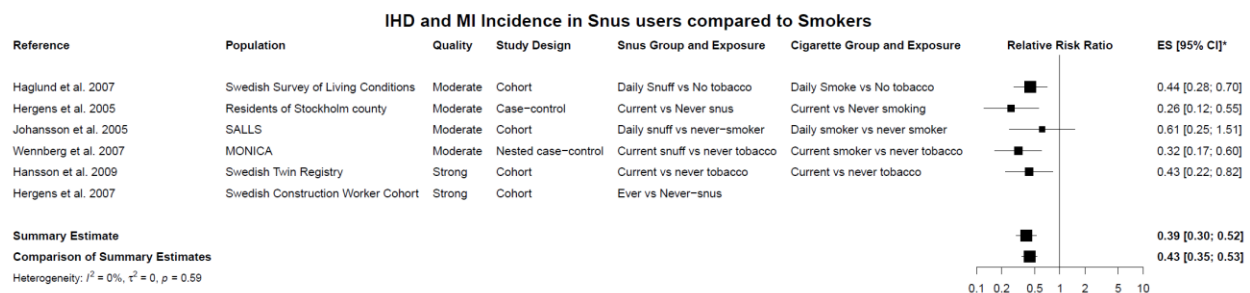 IHD and MI Incidence in Snus users compared to Smokers
Reference Population Quality Study Design Snus Group and Exposure Cigarette Group and Exposure Relative Risk Ratio ES [95% CI]*
Haglund et al. 2007 Swedish Survey of Living Conditions Moderate Cohort Daily Snuff vs No tobacco Daily Smoke vs No tobacco 0.44 [0.28; 0.70]
Hergens et al. 2005 Residents of Stockholm county Moderate Case−control Current vs Never snus Current vs Never smoking 0.26 [0.12; 0.55]
Johansson et al. 2005 SALLS Moderate Cohort Daily snuff vs never−smoker Daily smoker vs never smoker 0.61 [0.25; 1.51]
Wennberg et al. 2007 MONICA Moderate Nested case−control Current snuff vs never tobacco Current smoker vs never tobacco 0.32 [0.17; 0.60]
Hansson et al. 2009 Swedish Twin Registry Strong Cohort Current vs never tobacco Current vs never tobacco 0.43 [0.22; 0.82]
Hergens et al. 2007 Swedish Construction Worker Cohort Strong Cohort Ever vs Never−snus
Summary Estimate 0.39 [0.30; 0.52]
Comparison of Summary Estimates 0.43 [0.35; 0.53]
Heterogeneity: I² = 0%, τ² = 0, p = 0.59
0.1 0.2 0.5 1 2 5 10